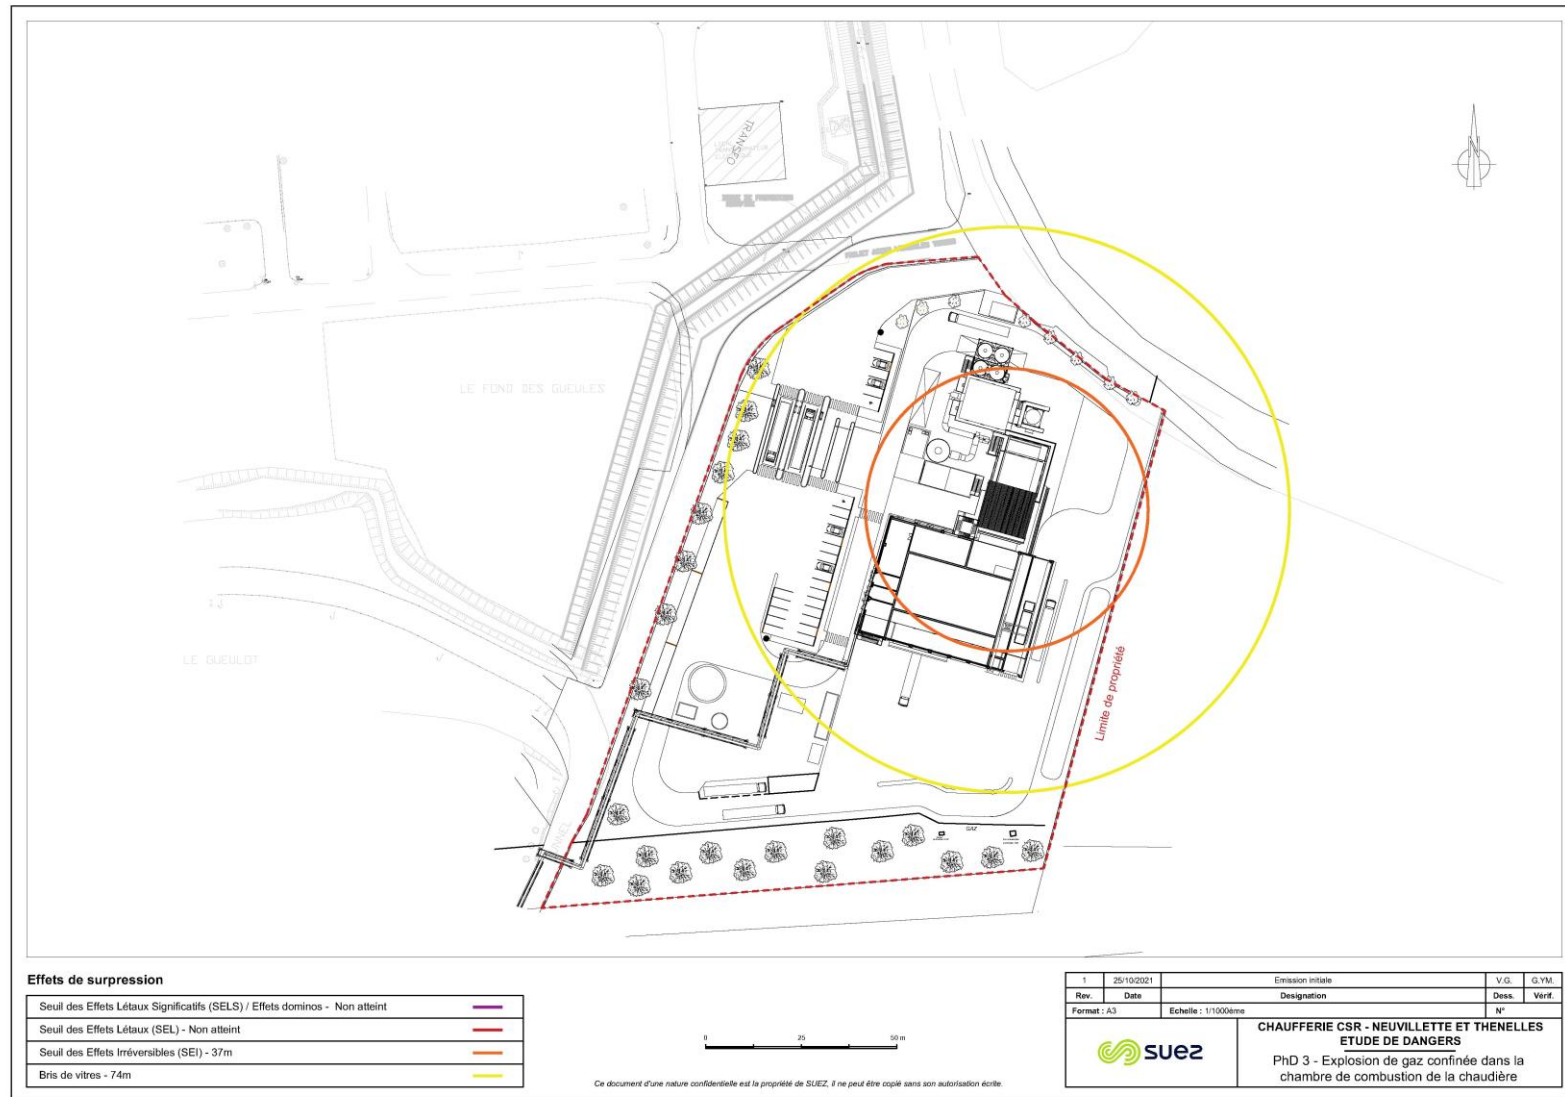 TRANSFO
N
LE FOND DES GUEULES
LE GUEULOT
Limite de propriété
GAZ
Effets de surpression
Seuil des Effets Létaux Significatifs (SELS) / Effets dominos - Non atteint
Seuil des Effets Létaux (SEL) - Non atteint
Seuil des Effets Irréversibles (SEI) - 37m
Bris de vitres - 74m
0 25 50 m
Ce document d'une nature confidentielle est la propriété de SUEZ, il ne peut être copié sans son autorisation écrite.
1 25/10/2021 Emission initiale V.G. G.YM.
Rev. Date Designation Dess. Vérif.
Format : A3 Echelle : 1/1000ème N°
suez
CHAUFFERIE CSR - NEUVILLETTE ET THENELLES
ETUDE DE DANGERS
PhD 3 - Explosion de gaz confinée dans la
chambre de combustion de la chaudière